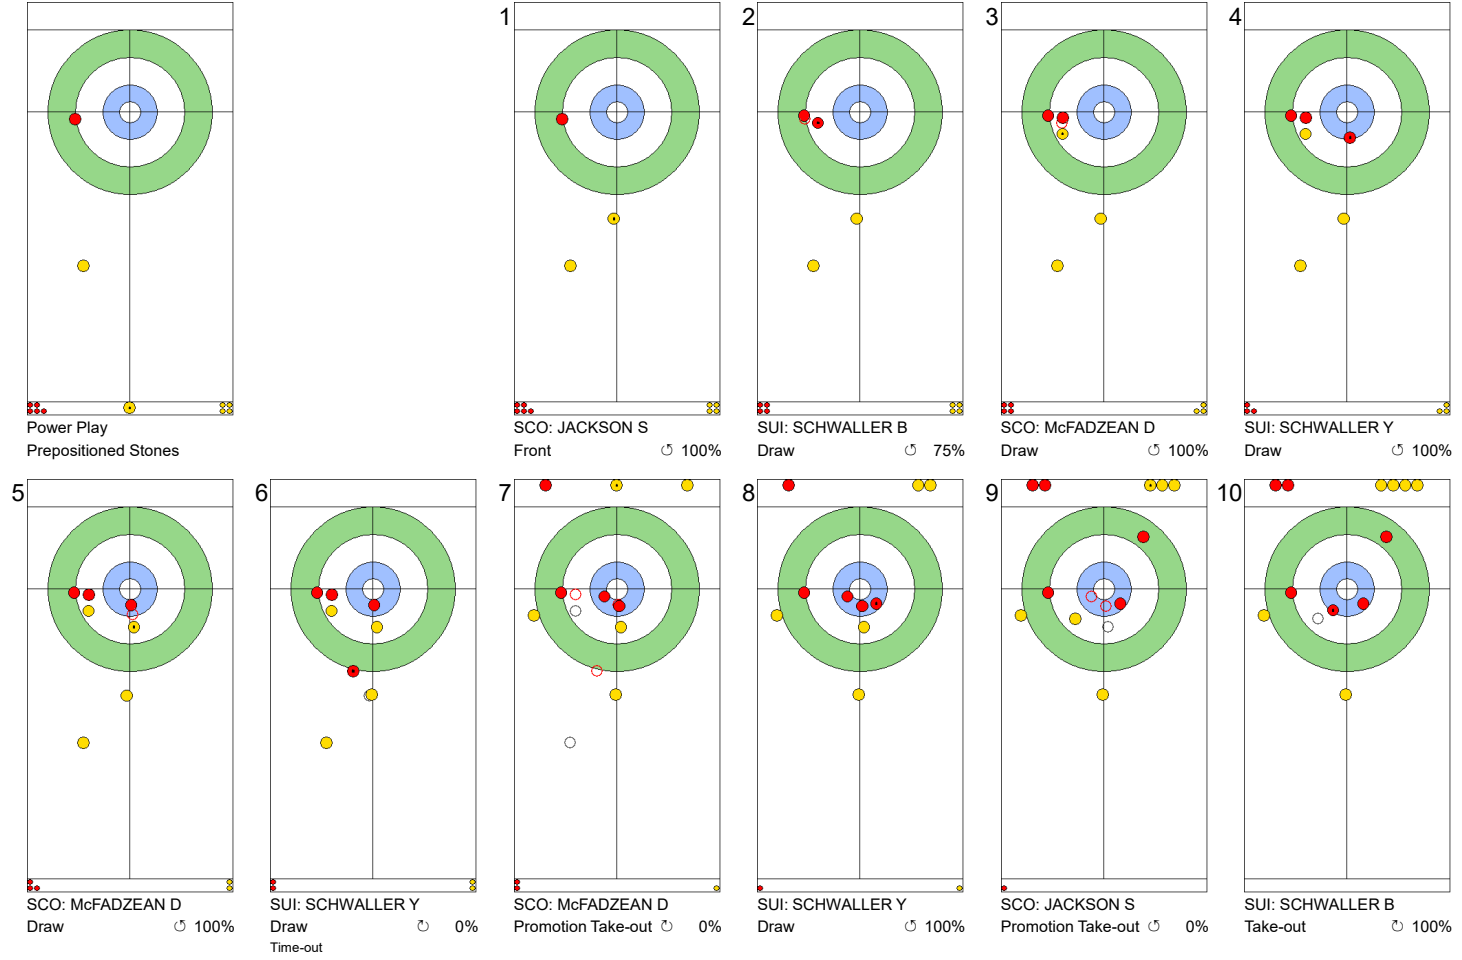 1
2
3
4
Power Play
Prepositioned Stones
SCO: JACKSON S
Front 100%
SUI: SCHWALLER B
Draw 75%
SCO: McFADZEAN D
Draw 100%
SUI: SCHWALLER Y
Draw 100%
5
6
7
8
9
10
SCO: McFADZEAN D
Draw 100%
SUI: SCHWALLER Y
Draw 0%
Time-out
SCO: McFADZEAN D
Promotion Take-out 0%
SUI: SCHWALLER Y
Draw 100%
SCO: JACKSON S
Promotion Take-out 0%
SUI: SCHWALLER B
Take-out 100%